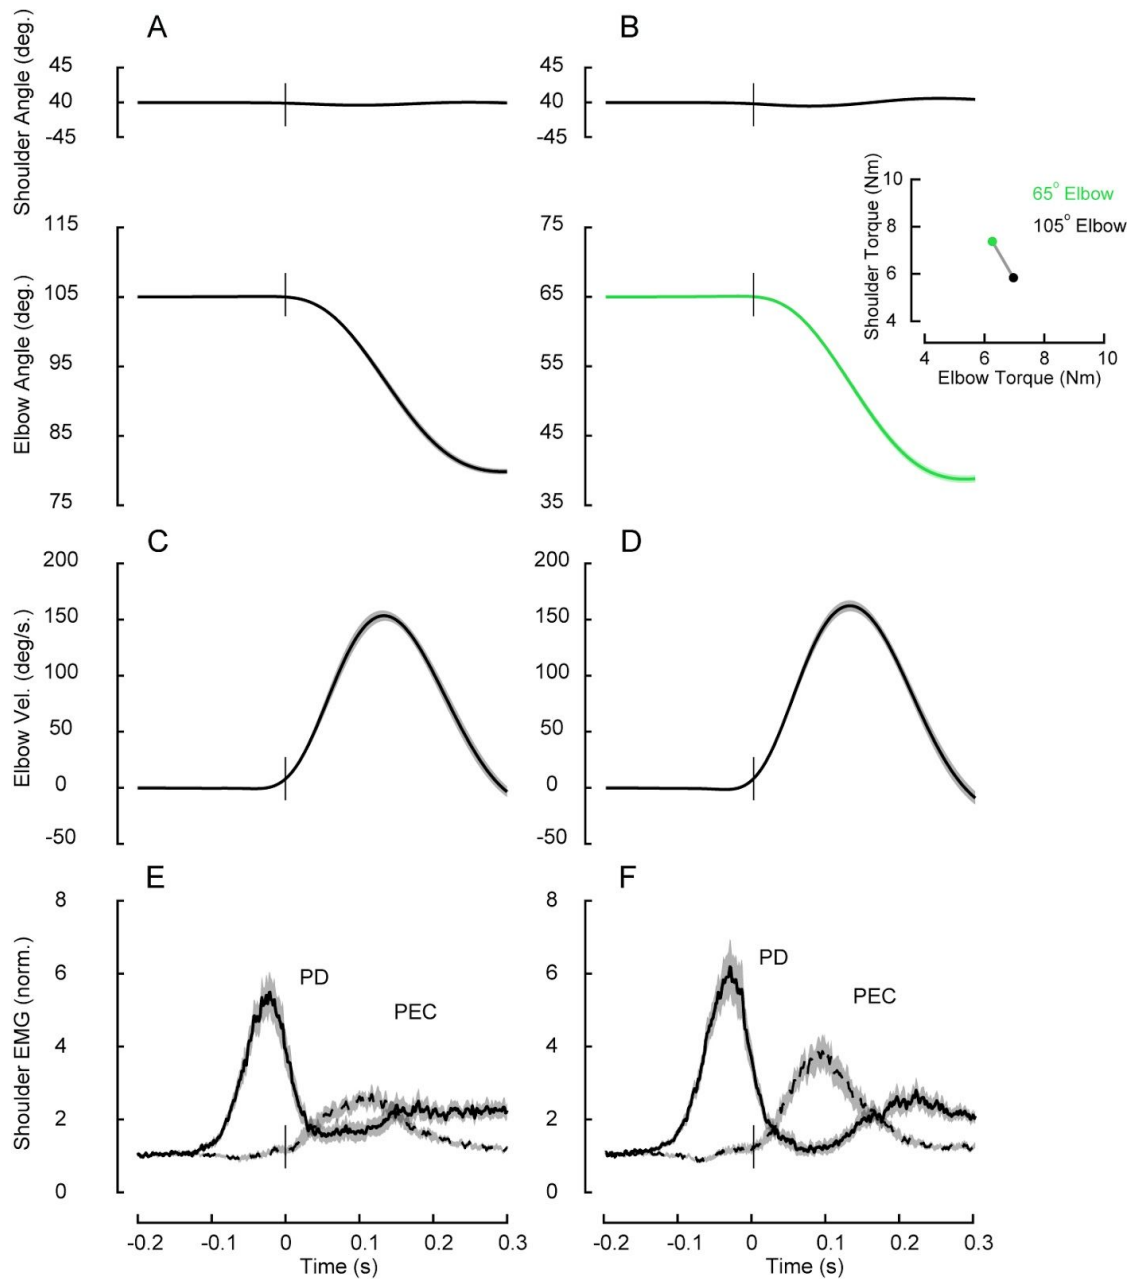 A
B
Shoulder Angle (deg.)
45
40
-45
45
40
-45
Shoulder Torque (Nm)
10
8
6
4
65° Elbow
105° Elbow
4 6 8 10
Elbow Torque (Nm)
Elbow Angle (deg.)
115
105
95
85
75
75
65
55
45
35
C
D
Elbow Vel. (deg/s.)
200
150
100
50
0
-50
200
150
100
50
0
-50
E
F
Shoulder EMG (norm.)
8
6
4
2
0
PD
PEC
8
6
4
2
0
PD
PEC
-0.2 -0.1 0 0.1 0.2 0.3
Time (s)
-0.2 -0.1 0 0.1 0.2 0.3
Time (s)